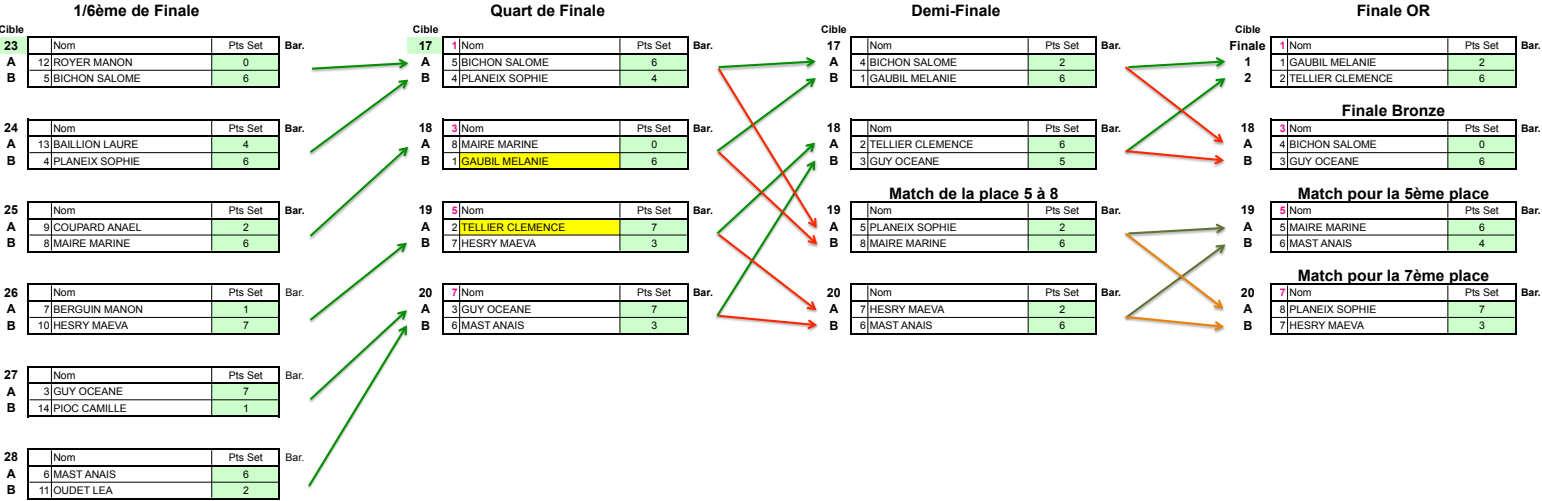 1/6ème de Finale
Cible
23 Nom Pts Set Bar.
A 12 ROYER MANON 0
B 5 BICHON SALOME 6
24 Nom Pts Set Bar.
A 13 BAILLION LAURE 4
B 4 PLANEIX SOPHIE 6
25 Nom Pts Set Bar.
A 9 COUPARD ANAEL 2
B 8 MAIRE MARINE 6
26 Nom Pts Set Bar.
A 7 BERGUIN MANON 1
B 10 HESRY MAEVA 7
27 Nom Pts Set Bar.
A 3 GUY OCEANE 7
B 14 PIOC CAMILLE 1
28 Nom Pts Set Bar.
A 6 MAST ANAIS 6
B 11 OUDET LEA 2
Quart de Finale
Cible
17 1 Nom Pts Set Bar.
A 5 BICHON SALOME 6
B 4 PLANEIX SOPHIE 4
18 3 Nom Pts Set Bar.
A 8 MAIRE MARINE 0
B 1 GAUBIL MELANIE 6
19 5 Nom Pts Set Bar.
A 2 TELLIER CLEMENCE 7
B 7 HESRY MAEVA 3
20 7 Nom Pts Set Bar.
A 3 GUY OCEANE 7
B 6 MAST ANAIS 3
Demi-Finale
Cible
17 Nom Pts Set Bar.
A 4 BICHON SALOME 2
B 1 GAUBIL MELANIE 6
18 Nom Pts Set Bar.
A 2 TELLIER CLEMENCE 6
B 3 GUY OCEANE 5
Match de la place 5 à 8
19 Nom Pts Set Bar.
A 5 PLANEIX SOPHIE 2
B 8 MAIRE MARINE 6
20 Nom Pts Set Bar.
A 7 HESRY MAEVA 2
B 6 MAST ANAIS 6
Finale OR
Cible
Finale 1 Nom Pts Set Bar.
1 1 GAUBIL MELANIE 2
2 2 TELLIER CLEMENCE 6
Finale Bronze
18 3 Nom Pts Set Bar.
A 4 BICHON SALOME 0
B 3 GUY OCEANE 6
Match pour la 5ème place
19 5 Nom Pts Set Bar.
A 5 MAIRE MARINE 6
B 6 MAST ANAIS 4
Match pour la 7ème place
20 7 Nom Pts Set Bar.
A 8 PLANEIX SOPHIE 7
B 7 HESRY MAEVA 3